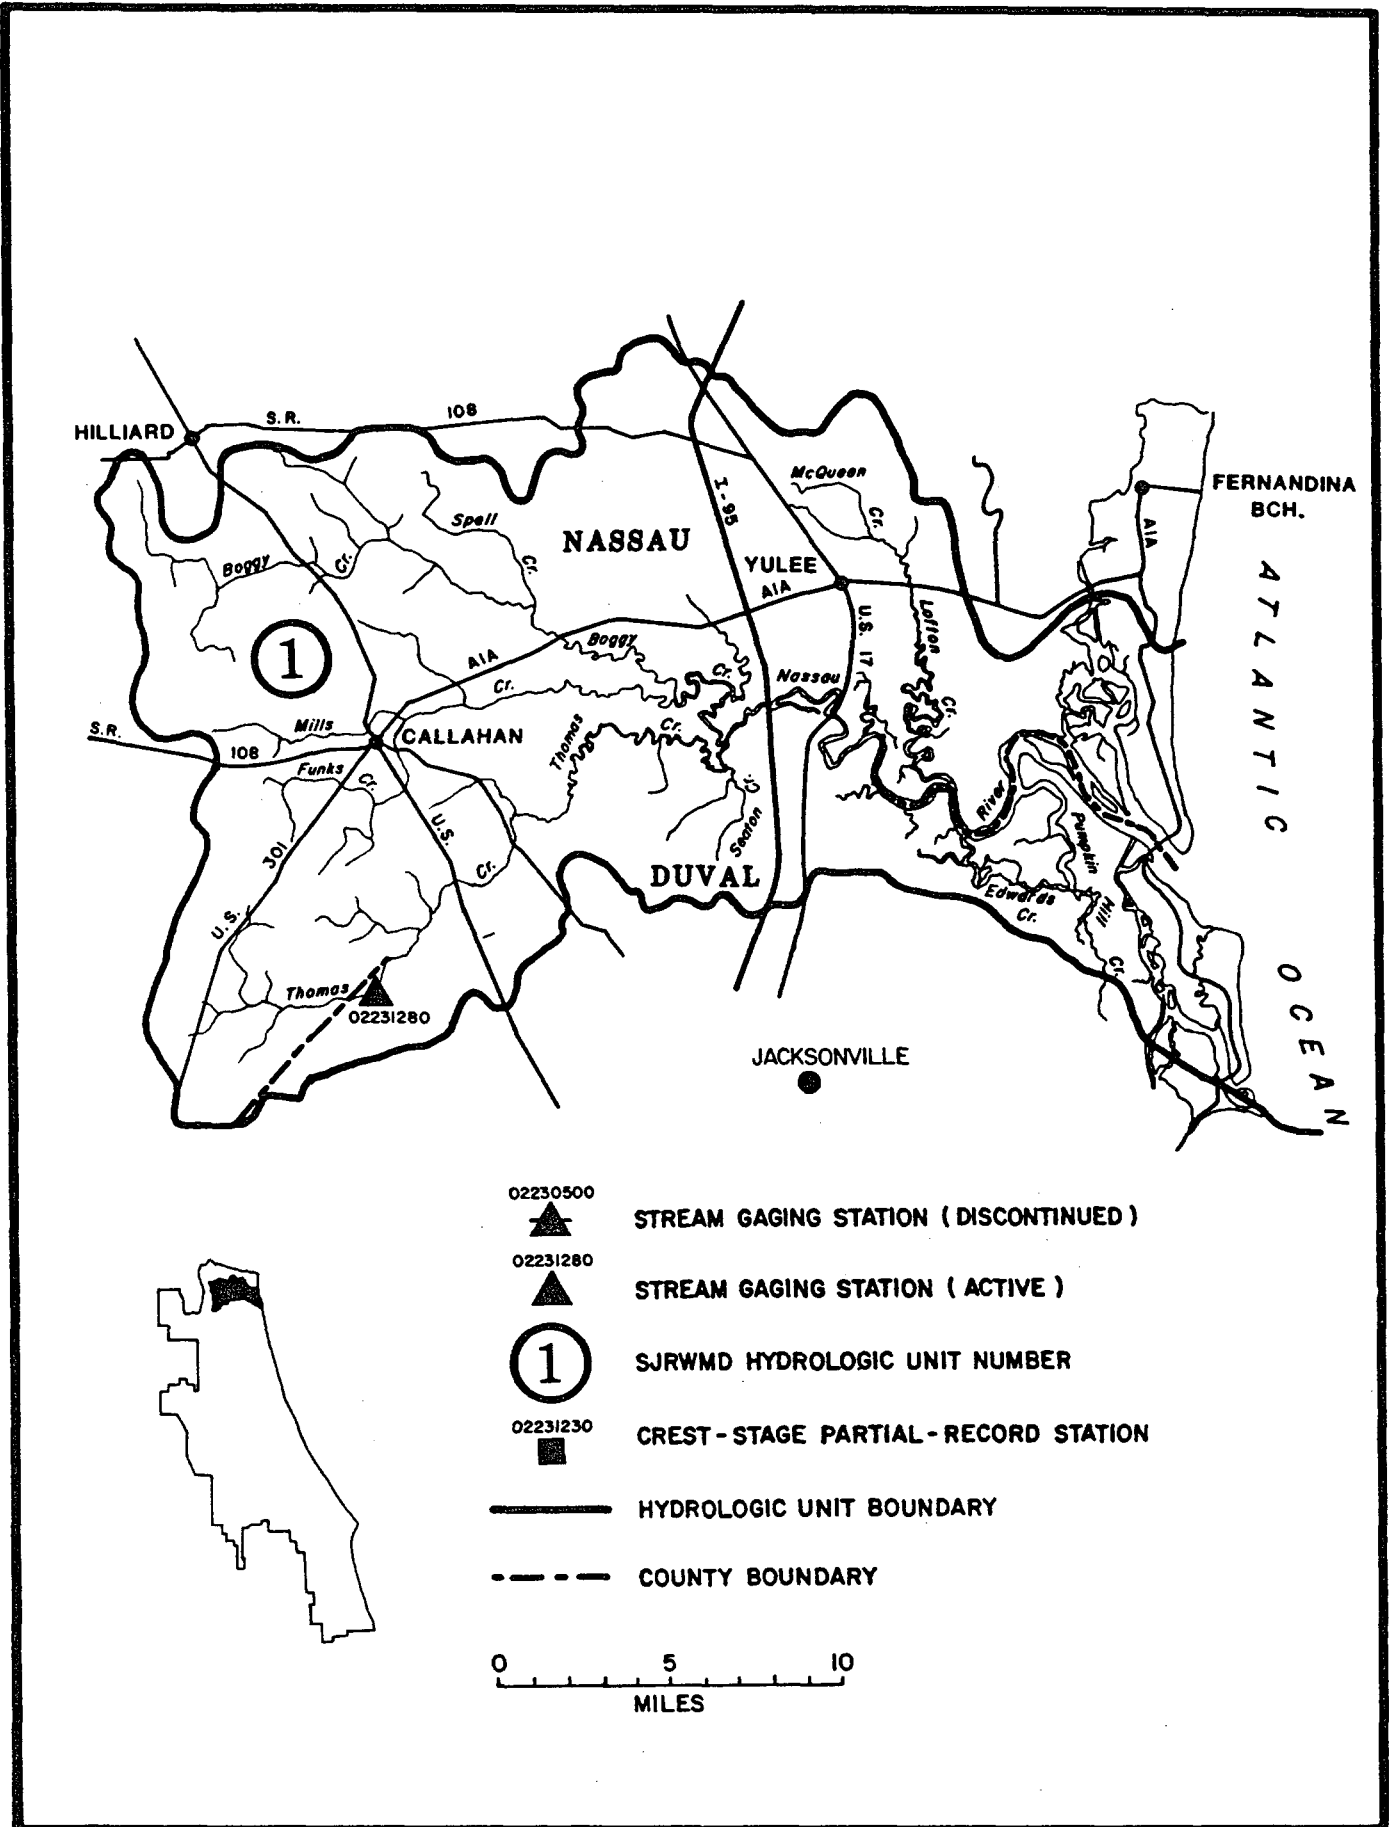 HILLIARD
S.R.
108
McQueen
Cr.
I-95
FERNANDINA
BCH.
A1A
Spell
Cr.
NASSAU
Boggy
Cr.
YULEE
A1A
U.S. 17
Lofton
Cr.
ATLANTIC
OCEAN
1
A1A
Boggy
Cr.
Cr.
Nassau
River
S.R.
108
Mills
CALLAHAN
Funks
Cr.
Thomas
Cr.
Seaton
Cr.
Pumpkin
Hill
Cr.
U.S.
301
U.S.
1
Cr.
DUVAL
Edwards
Cr.
Thomas
02231280
JACKSONVILLE
02230500
STREAM GAGING STATION (DISCONTINUED)
02231280
STREAM GAGING STATION (ACTIVE)
1
SJRWMD HYDROLOGIC UNIT NUMBER
02231230
CREST-STAGE PARTIAL-RECORD STATION
HYDROLOGIC UNIT BOUNDARY
COUNTY BOUNDARY
0 5 10
MILES